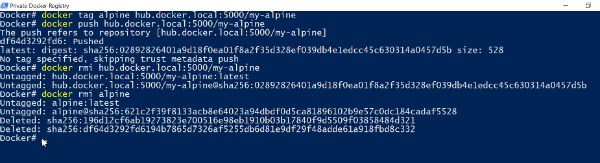 Private Docker Registry
Docker# docker tag alpine hub.docker.local:5000/my-alpine
Docker# docker push hub.docker.local:5000/my-alpine
The push refers to repository [hub.docker.local:5000/my-alpine]
df64d3292fd6: Pushed
latest: digest: sha256:02892826401a9d18f0ea01f8a2f35d328ef039db4e1edcc45c630314a0457d5b size: 528
No tag specified, skipping trust metadata push
Docker# docker rmi hub.docker.local:5000/my-alpine
Untagged: hub.docker.local:5000/my-alpine:latest
Untagged: hub.docker.local:5000/my-alpine@sha256:02892826401a9d18f0ea01f8a2f35d328ef039db4e1edcc45c630314a0457d5b
Docker# docker rmi alpine
Untagged: alpine:latest
Untagged: alpine@sha256:621c2f39f8133acb8e64023a94dbdf0d5ca81896102b9e57c0dc184cadaf5528
Deleted: sha256:196d12cf6ab19273823e700516e98eb1910b03b17840f9d5509f03858484d321
Deleted: sha256:df64d3292fd6194b7865d7326af5255db6d81e9df29f48adde61a918fbd8c332
Docker#